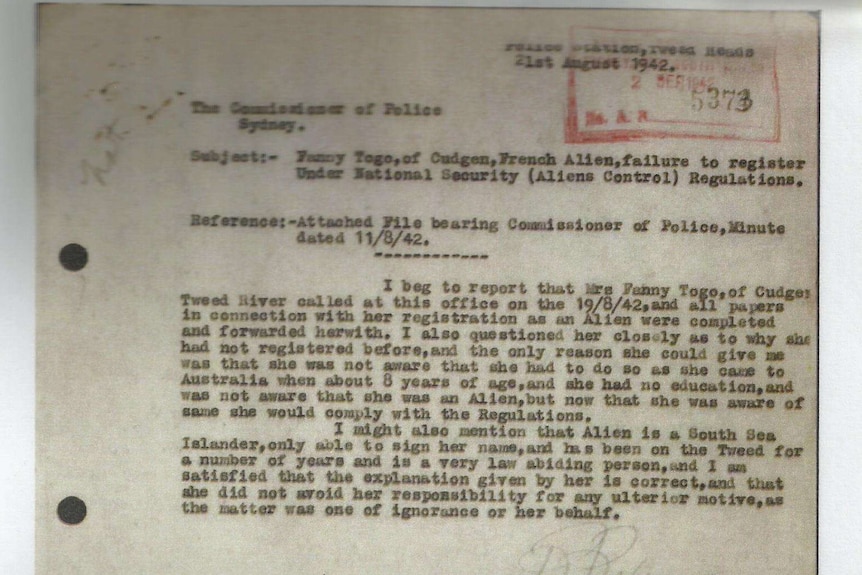 Police Station,Tweed Heads
21st August 1942.
2 SEP 1942
5373
No. A. R.
The Commissioner of Police
Sydney.
Subject:- Fanny Togo,of Cudgen,French Alien,failure to register
Under National Security (Aliens Control) Regulations.
Reference:-Attached File bearing Commissioner of Police,Minute
dated 11/8/42.
------------
I beg to report that Mrs Fanny Togo,of Cudgen
Tweed River called at this office on the 19/8/42,and all papers
in connection with her registration as an Alien were completed
and forwarded herwith. I also questioned her closely as to why she
had not registered before,and the only reason she could give me
was that she was not aware that she had to do so as she came to
Australia when about 8 years of age,and she had no education,and
was not aware that she was an Alien,but now that she was aware of
same she would comply with the Regulations.
I might also mention that Alien is a South Sea
Islander,only able to sign her name,and has been on the Tweed for
a number of years and is a very law abiding person,and I am
satisfied that the explanation given by her is correct,and that
she did not avoid her responsibility for any ulterior motive,as
the matter was one of ignorance or her behalf.